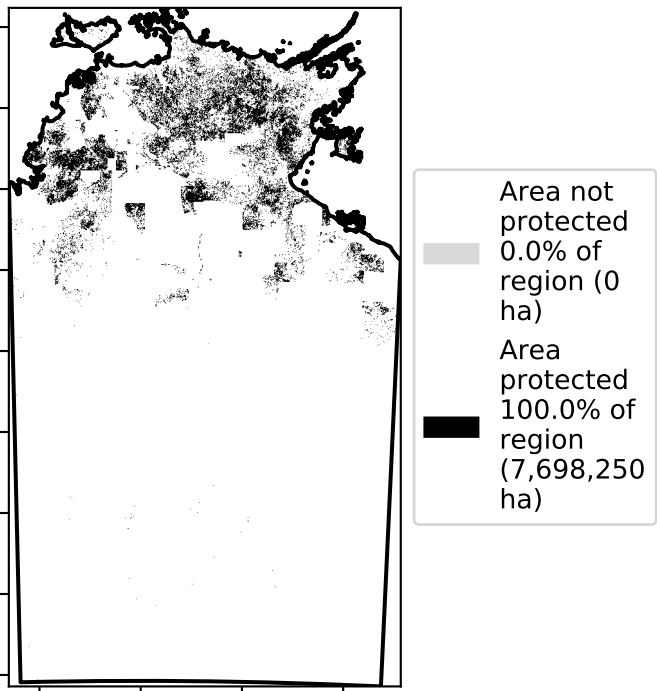 Area not
protected
0.0% of
region (0
ha)
Area
protected
100.0% of
region
(7,698,250
ha)